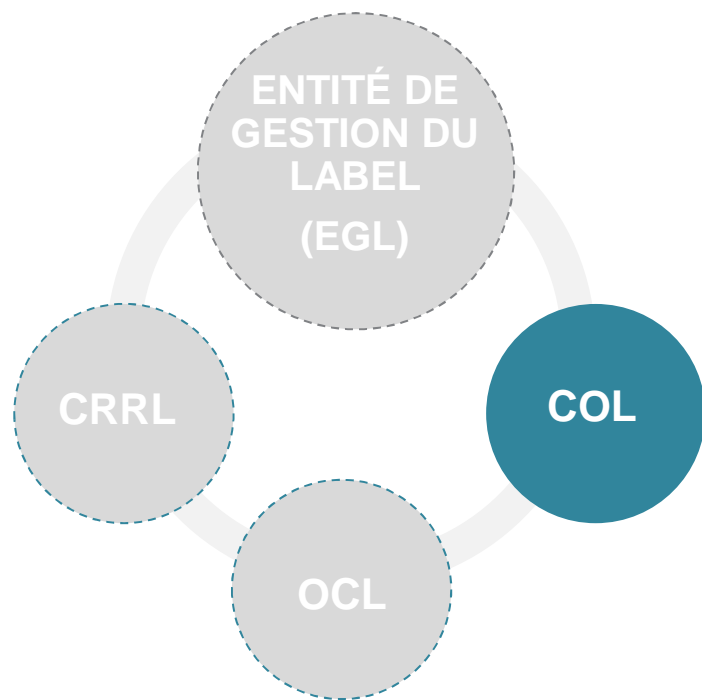 ENTITÉ DE
GESTION DU
LABEL
(EGL)
CRRL
COL
OCL